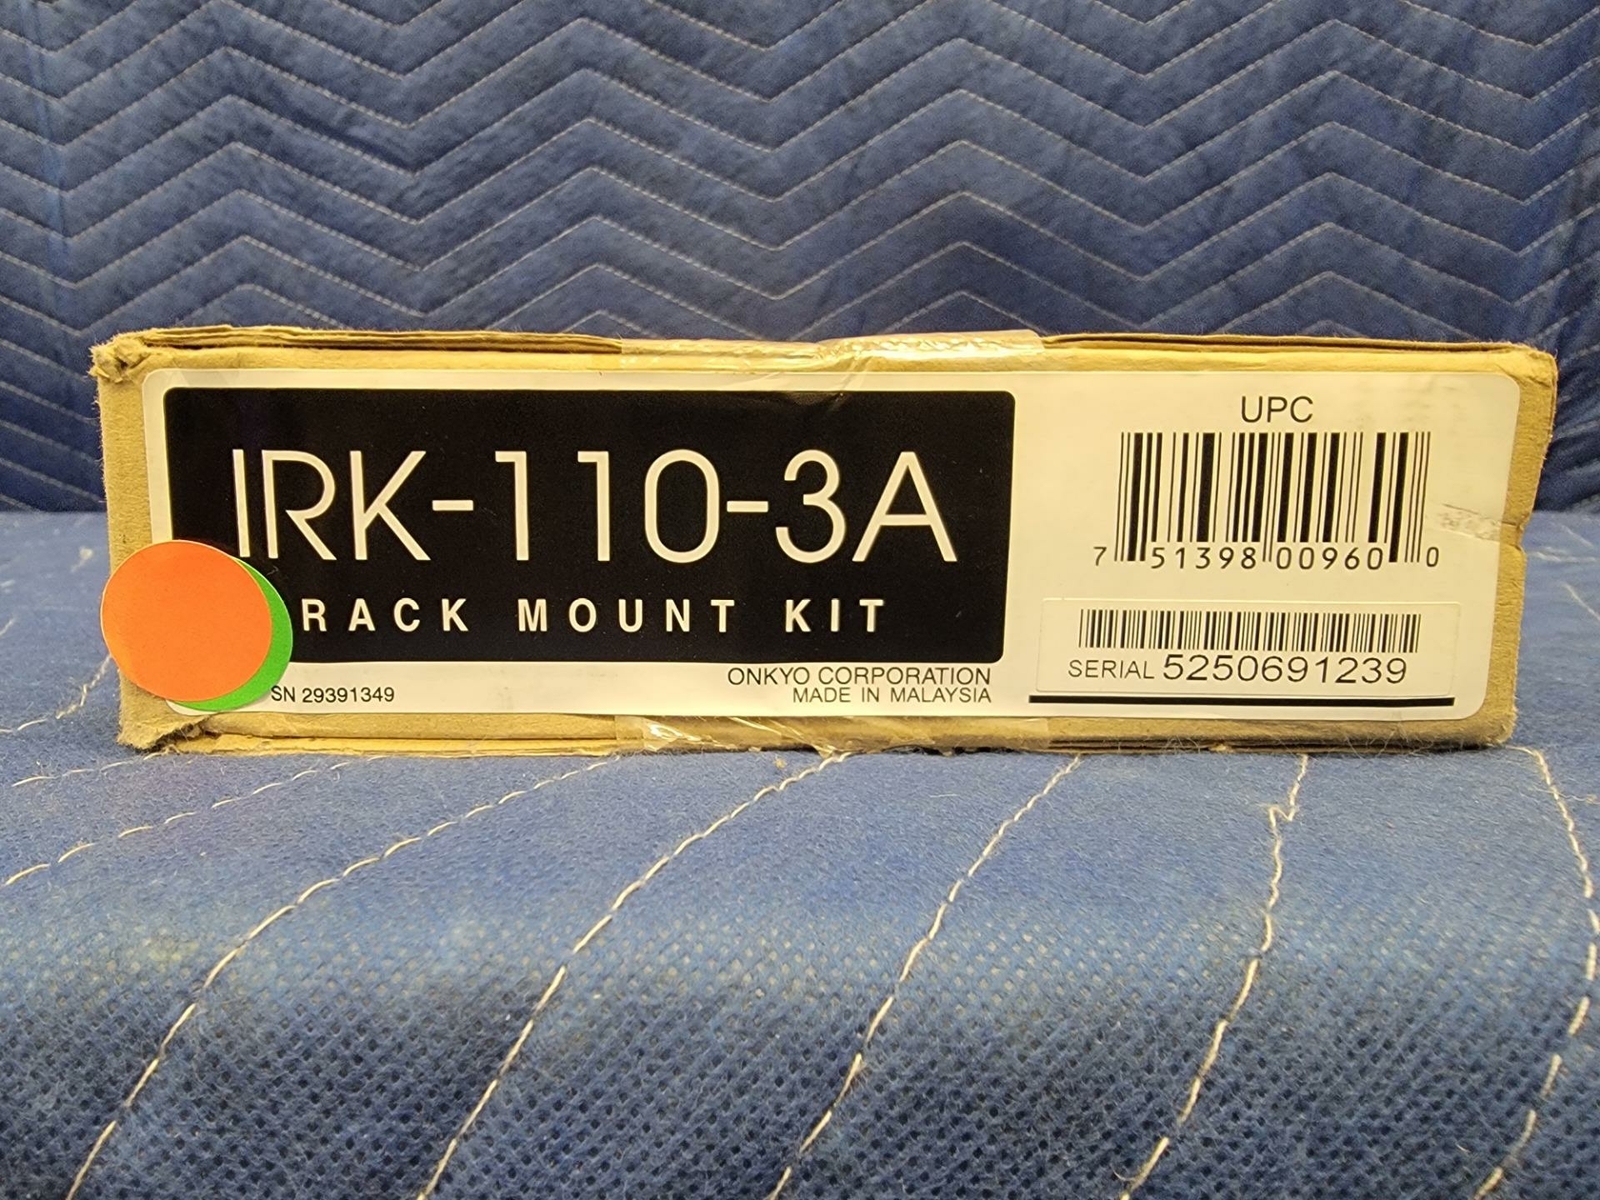 IRK-110-3A
RACK MOUNT KIT
SN 29391349
ONKYO CORPORATION
MADE IN MALAYSIA
UPC
7 51398 00960 0
SERIAL 5250691239